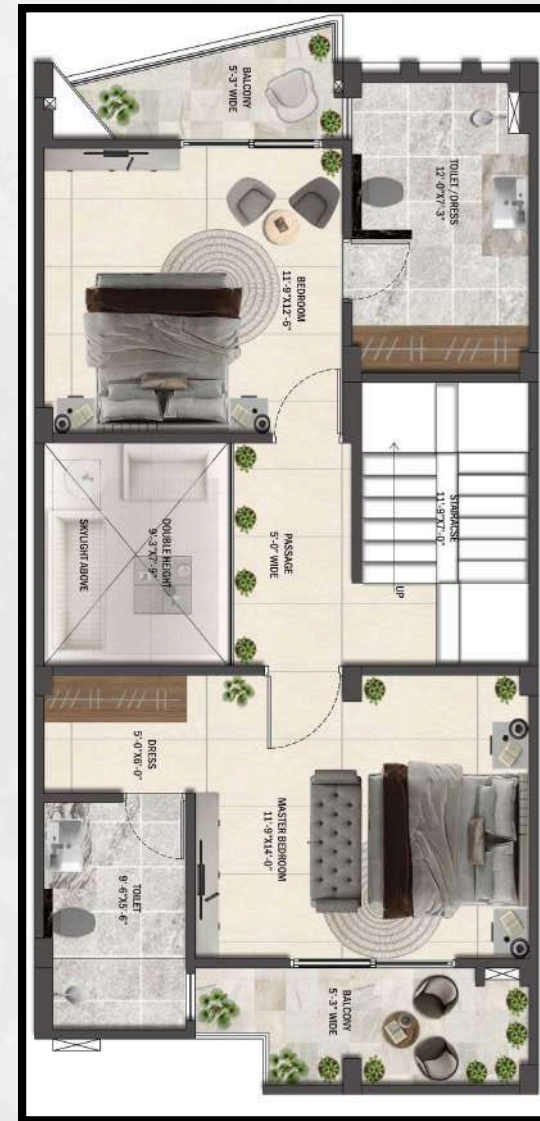 BALCONY
5'-3" WIDE
TOILET/DRESS
12'-0"X7'-3"
BEDROOM
11'-9"X12'-6"
STAIRACSE
11'-9"X7'-0"
UP
PASSAGE
5'-0" WIDE
DOUBLE HEIGHT
9'-3"X7'-9"
SKYLIGHT ABOVE
DRESS
5'-0"X6'-0"
MASTER BEDROOM
11'-9"X14'-0"
TOILET
9'-6"X5'-6"
BALCONY
5'-3" WIDE